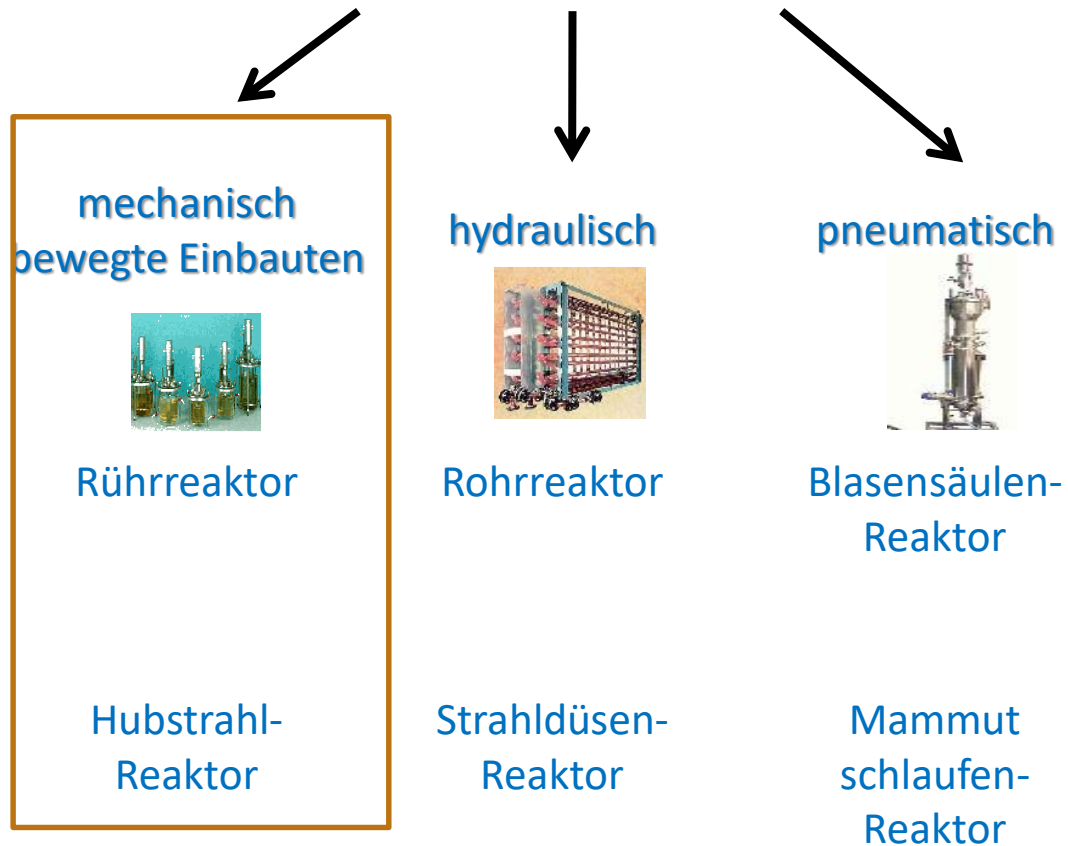 mechanisch
bewegte Einbauten
hydraulisch
pneumatisch
Rührreaktor
Rohrreaktor
Blasensäulen-
Reaktor
Hubstrahl-
Reaktor
Strahldüsen-
Reaktor
Mammut
schlaufen-
Reaktor